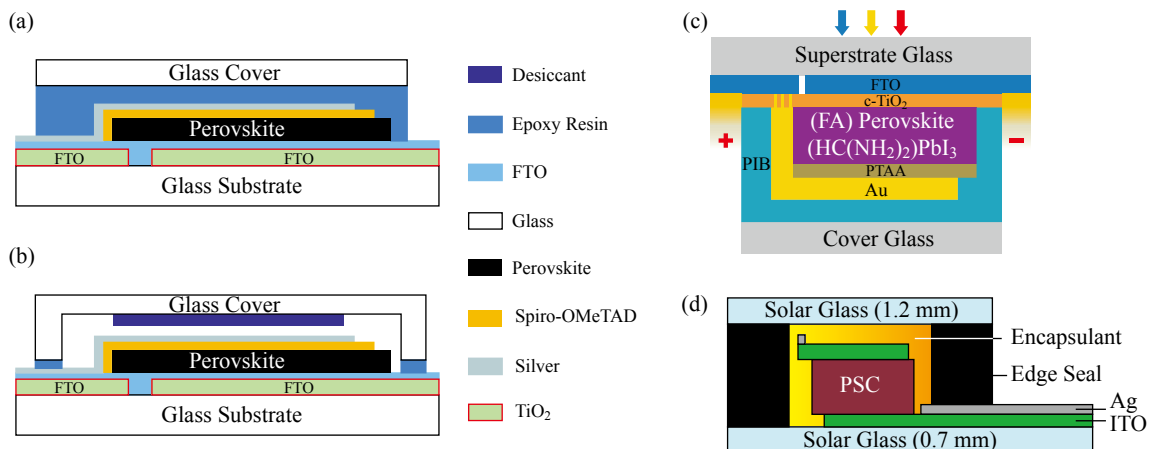 (a)
Glass Cover
Perovskite
FTO
FTO
Glass Substrate
(b)
Glass Cover
Perovskite
FTO
FTO
Glass Substrate
Desiccant
Epoxy Resin
FTO
Glass
Perovskite
Spiro-OMeTAD
Silver
TiO₂
(c)
Superstrate Glass
FTO
c-TiO₂
(FA) Perovskite
(HC(NH₂)₂)PbI₃
+
−
PIB
PTAA
Au
Cover Glass
(d)
Solar Glass (1.2 mm)
Encapsulant
PSC
Edge Seal
Ag
ITO
Solar Glass (0.7 mm)